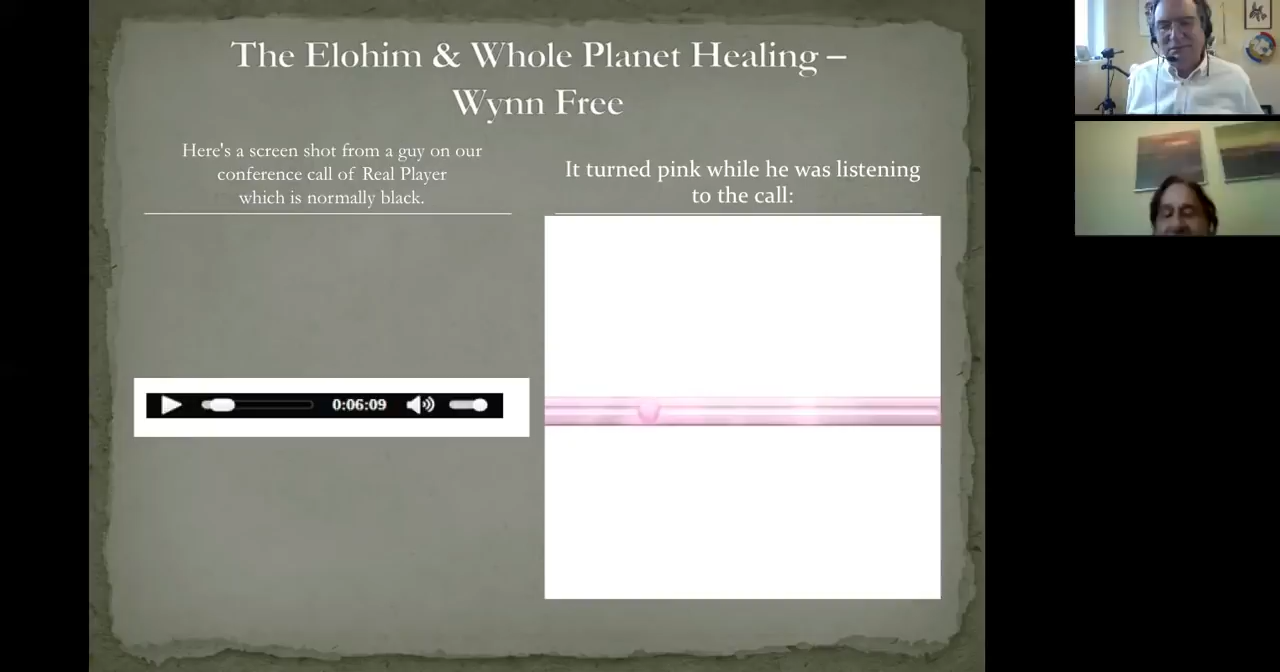 The Elohim & Whole Planet Healing –
Wynn Free
Here's a screen shot from a guy on our
conference call of Real Player
which is normally black.
It turned pink while he was listening
to the call:
0:06:09